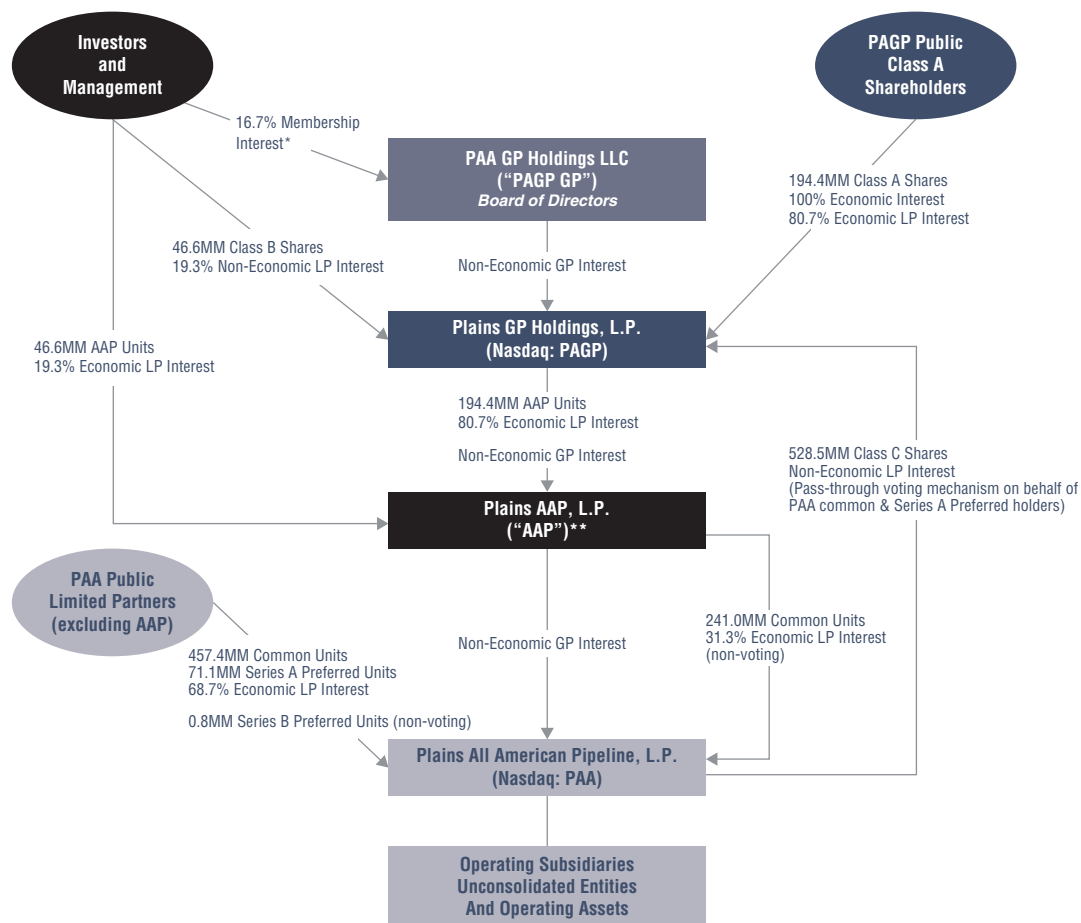 Investors
and
Management
PAGP Public
Class A
Shareholders
16.7% Membership
Interest*
PAA GP Holdings LLC
(“PAGP GP”)
Board of Directors
194.4MM Class A Shares
100% Economic Interest
80.7% Economic LP Interest
46.6MM Class B Shares
19.3% Non-Economic LP Interest
Non-Economic GP Interest
Plains GP Holdings, L.P.
(Nasdaq: PAGP)
46.6MM AAP Units
19.3% Economic LP Interest
194.4MM AAP Units
80.7% Economic LP Interest
Non-Economic GP Interest
528.5MM Class C Shares
Non-Economic LP Interest
(Pass-through voting mechanism on behalf of
PAA common & Series A Preferred holders)
Plains AAP, L.P.
(“AAP”)**
PAA Public
Limited Partners
(excluding AAP)
457.4MM Common Units
71.1MM Series A Preferred Units
68.7% Economic LP Interest
0.8MM Series B Preferred Units (non-voting)
Non-Economic GP Interest
241.0MM Common Units
31.3% Economic LP Interest
(non-voting)
Plains All American Pipeline, L.P.
(Nasdaq: PAA)
Operating Subsidiaries
Unconsolidated Entities
And Operating Assets